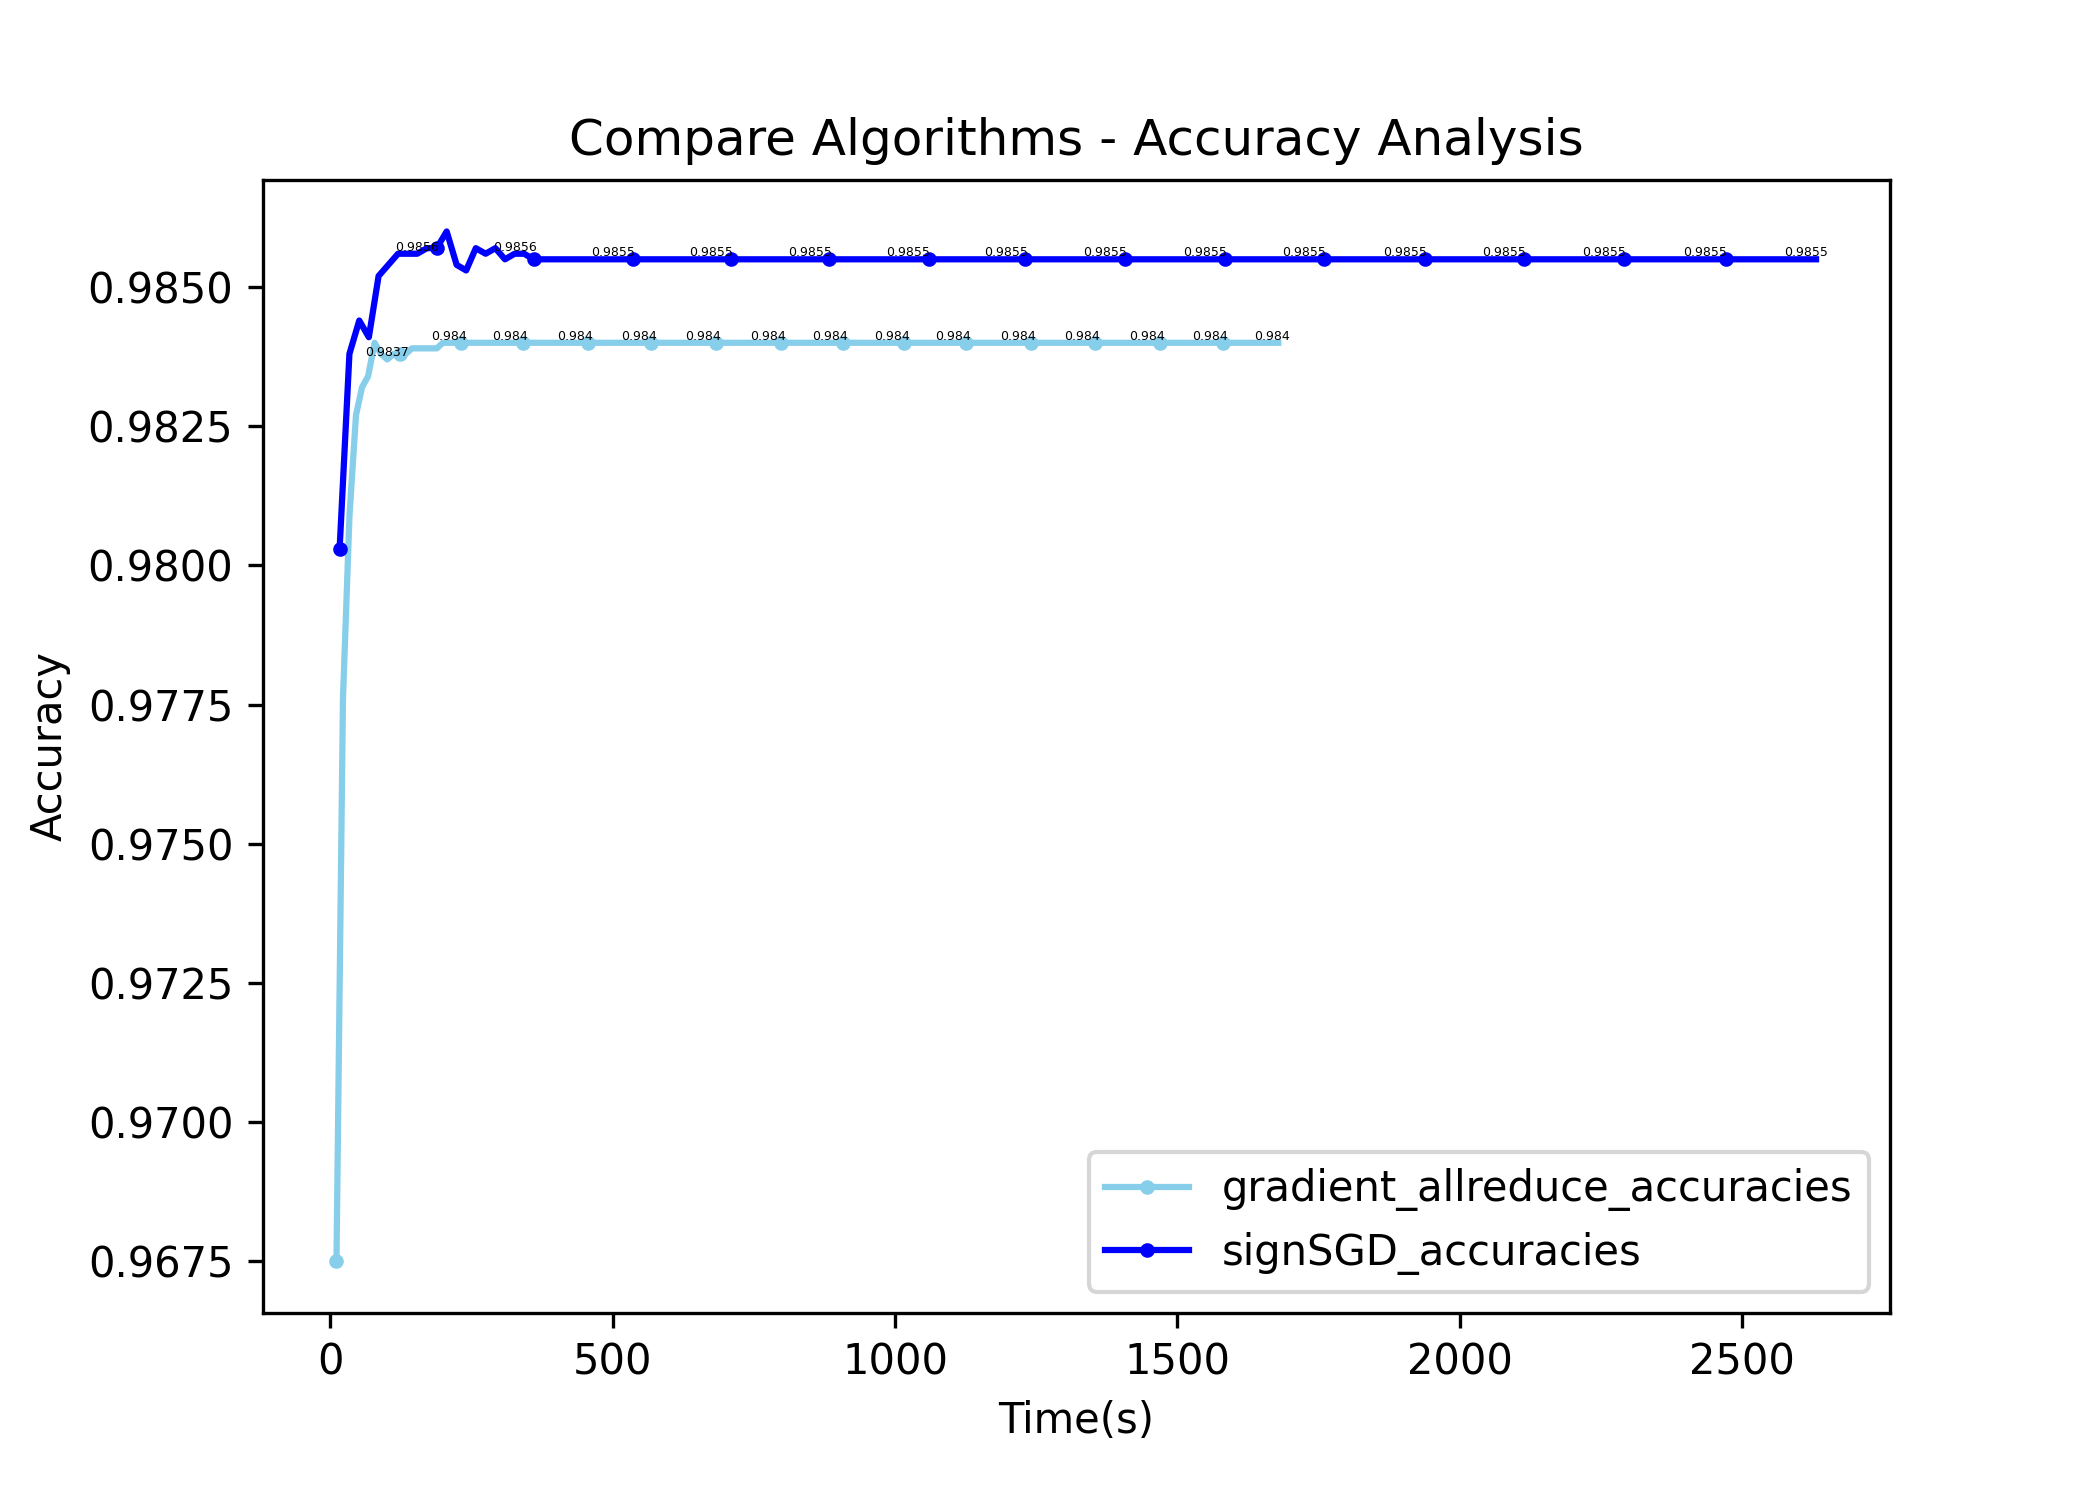 Compare Algorithms - Accuracy Analysis
0.9856 0.9856 0.9855 0.9855 0.9855 0.9855 0.9855 0.9855 0.9855 0.9855 0.9855 0.9855 0.9855 0.9855 0.9855
0.9850
0.984 0.984 0.984 0.984 0.984 0.984 0.984 0.984 0.984 0.984 0.984 0.984 0.984 0.984
0.9837
0.9825
0.9800
0.9775
0.9750
0.9725
0.9700
0.9675
Accuracy
gradient_allreduce_accuracies
signSGD_accuracies
0 500 1000 1500 2000 2500
Time(s)